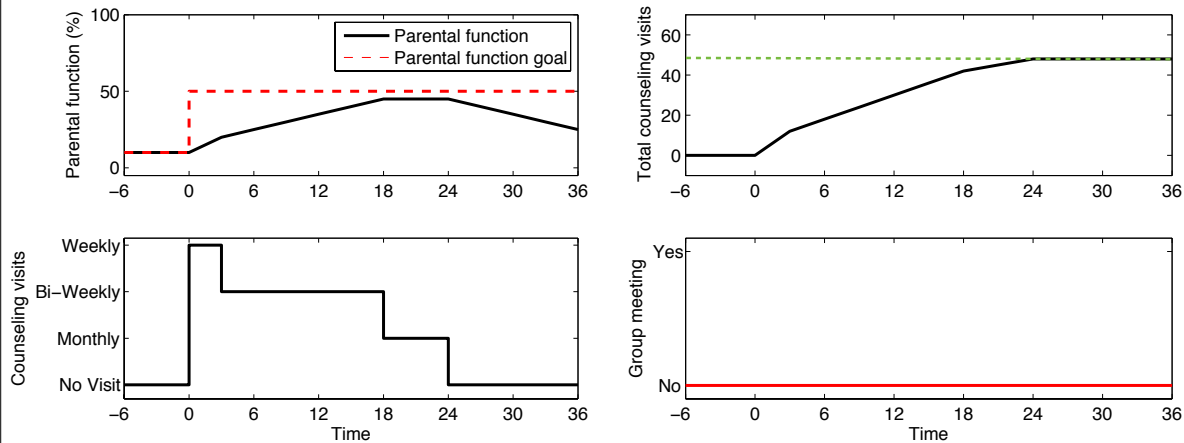 Parental function (%)
100
50
0
Parental function
Parental function goal
−6 0 6 12 18 24 30 36
Total counseling visits
60
40
20
0
−6 0 6 12 18 24 30 36
Counseling visits
Weekly
Bi−Weekly
Monthly
No Visit
−6 0 6 12 18 24 30 36
Time
Group meeting
Yes
No
−6 0 6 12 18 24 30 36
Time